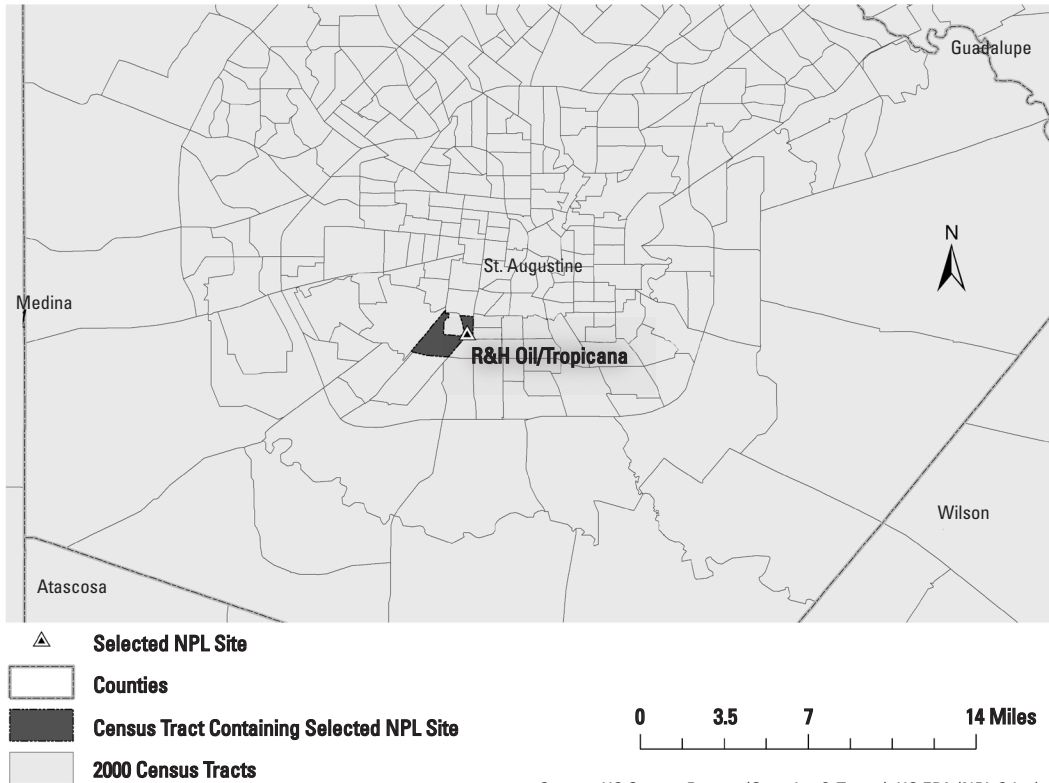 Guadalupe
N
St. Augustine
Medina
R&H Oil/Tropicana
Wilson
Atascosa
Selected NPL Site
Counties
Census Tract Containing Selected NPL Site
0 3.5 7 14 Miles
2000 Census Tracts